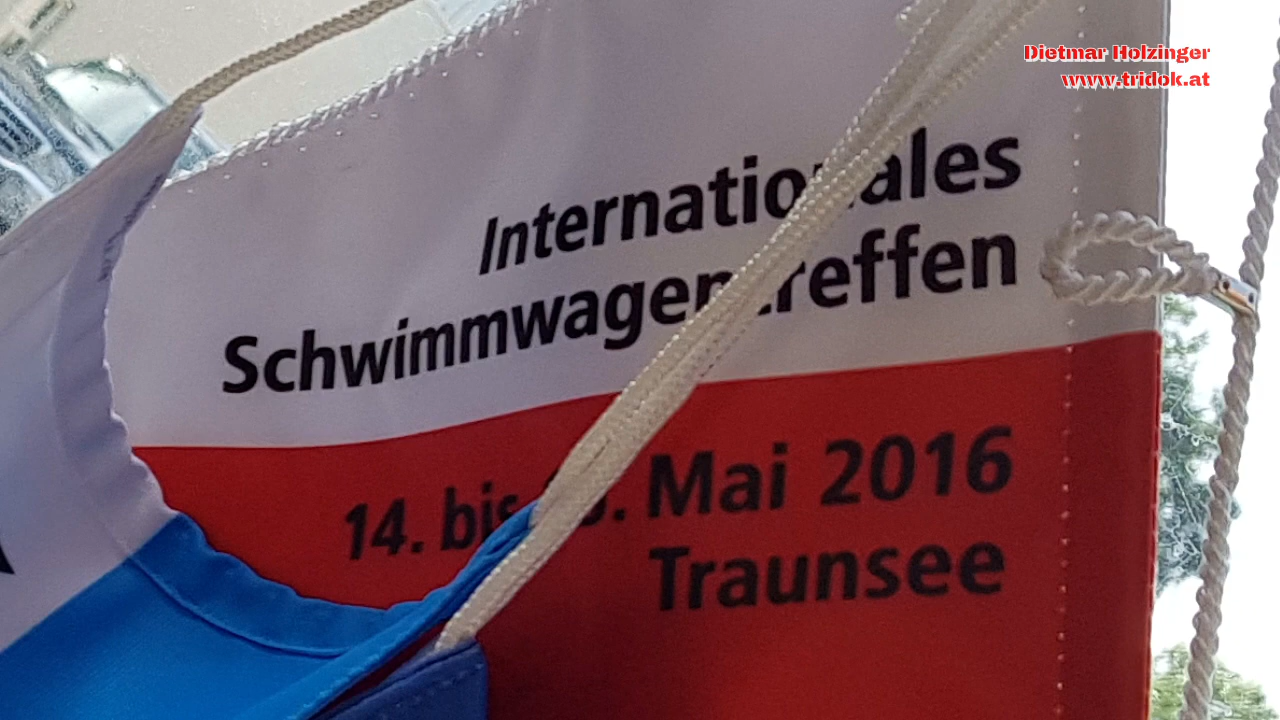 Dietmar Holzinger
www.tridok.at
Internationales
Schwimmwagentreffen
14. bis Mai 2016
Traunsee